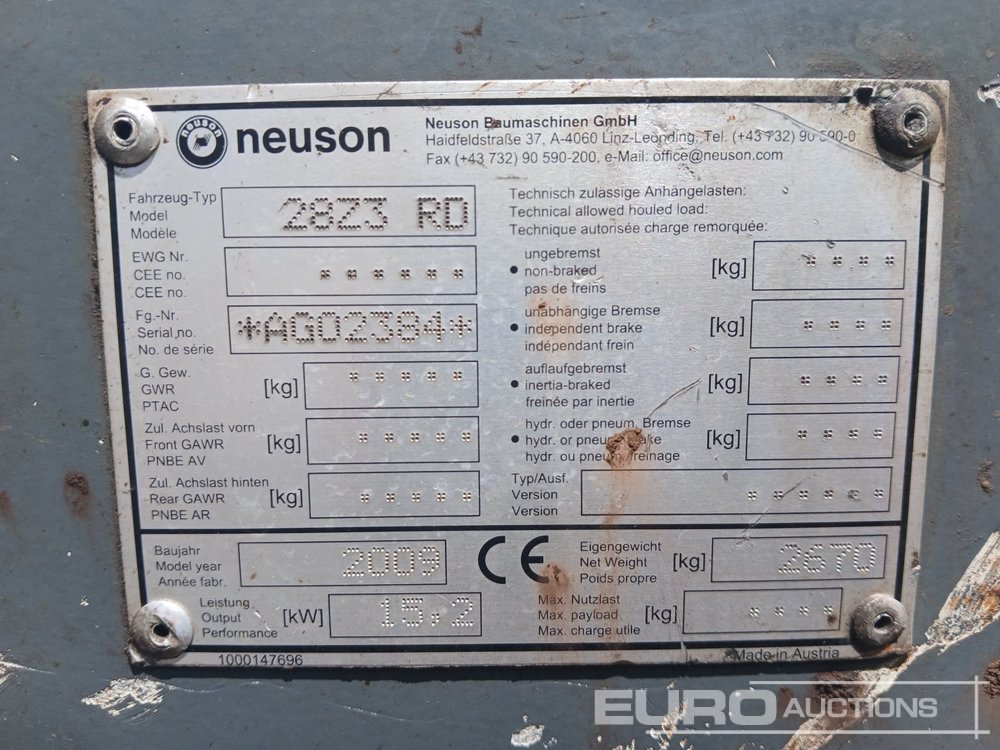 neuson
neuson
Neuson Baumaschinen GmbH
Haidfeldstraße 37, A-4060 Linz-Leonding, Tel. (+43 732) 90 590-0
Fax (+43 732) 90 590-200, e-Mail: office@neuson.com
Fahrzeug-Typ
Model
Modèle
28Z3 RD
EWG Nr.
CEE no.
CEE no.
******
Fg.-Nr.
Serial no.
No. de série
*AG02384*
G. Gew.
GWR
PTAC
[kg]
*****
Zul. Achslast vorn
Front GAWR
PNBE AV
[kg]
*****
Zul. Achslast hinten
Rear GAWR
PNBE AR
[kg]
*****
Technisch zulässige Anhängelasten:
Technical allowed houled load:
Technique autorisée charge remorquée:
ungebremst
• non-braked
pas de freins
[kg]
****
unabhängige Bremse
• independent brake
indépendant frein
[kg]
****
auflaufgebremst
• inertia-braked
freinée par inertie
[kg]
****
hydr. oder pneum. Bremse
• hydr. or pneum. brake
hydr. ou pneum. freinage
[kg]
****
Typ/Ausf.
Version
Version
******
Baujahr
Model year
Année fabr.
2009
CE
Eigengewicht
Net Weight
Poids propre
[kg]
2670
Leistung
Output
Performance
[kW]
15,2
Max. Nutzlast
Max. payload
Max. charge utile
[kg]
****
1000147696
Made in Austria
EURO AUCTIONS